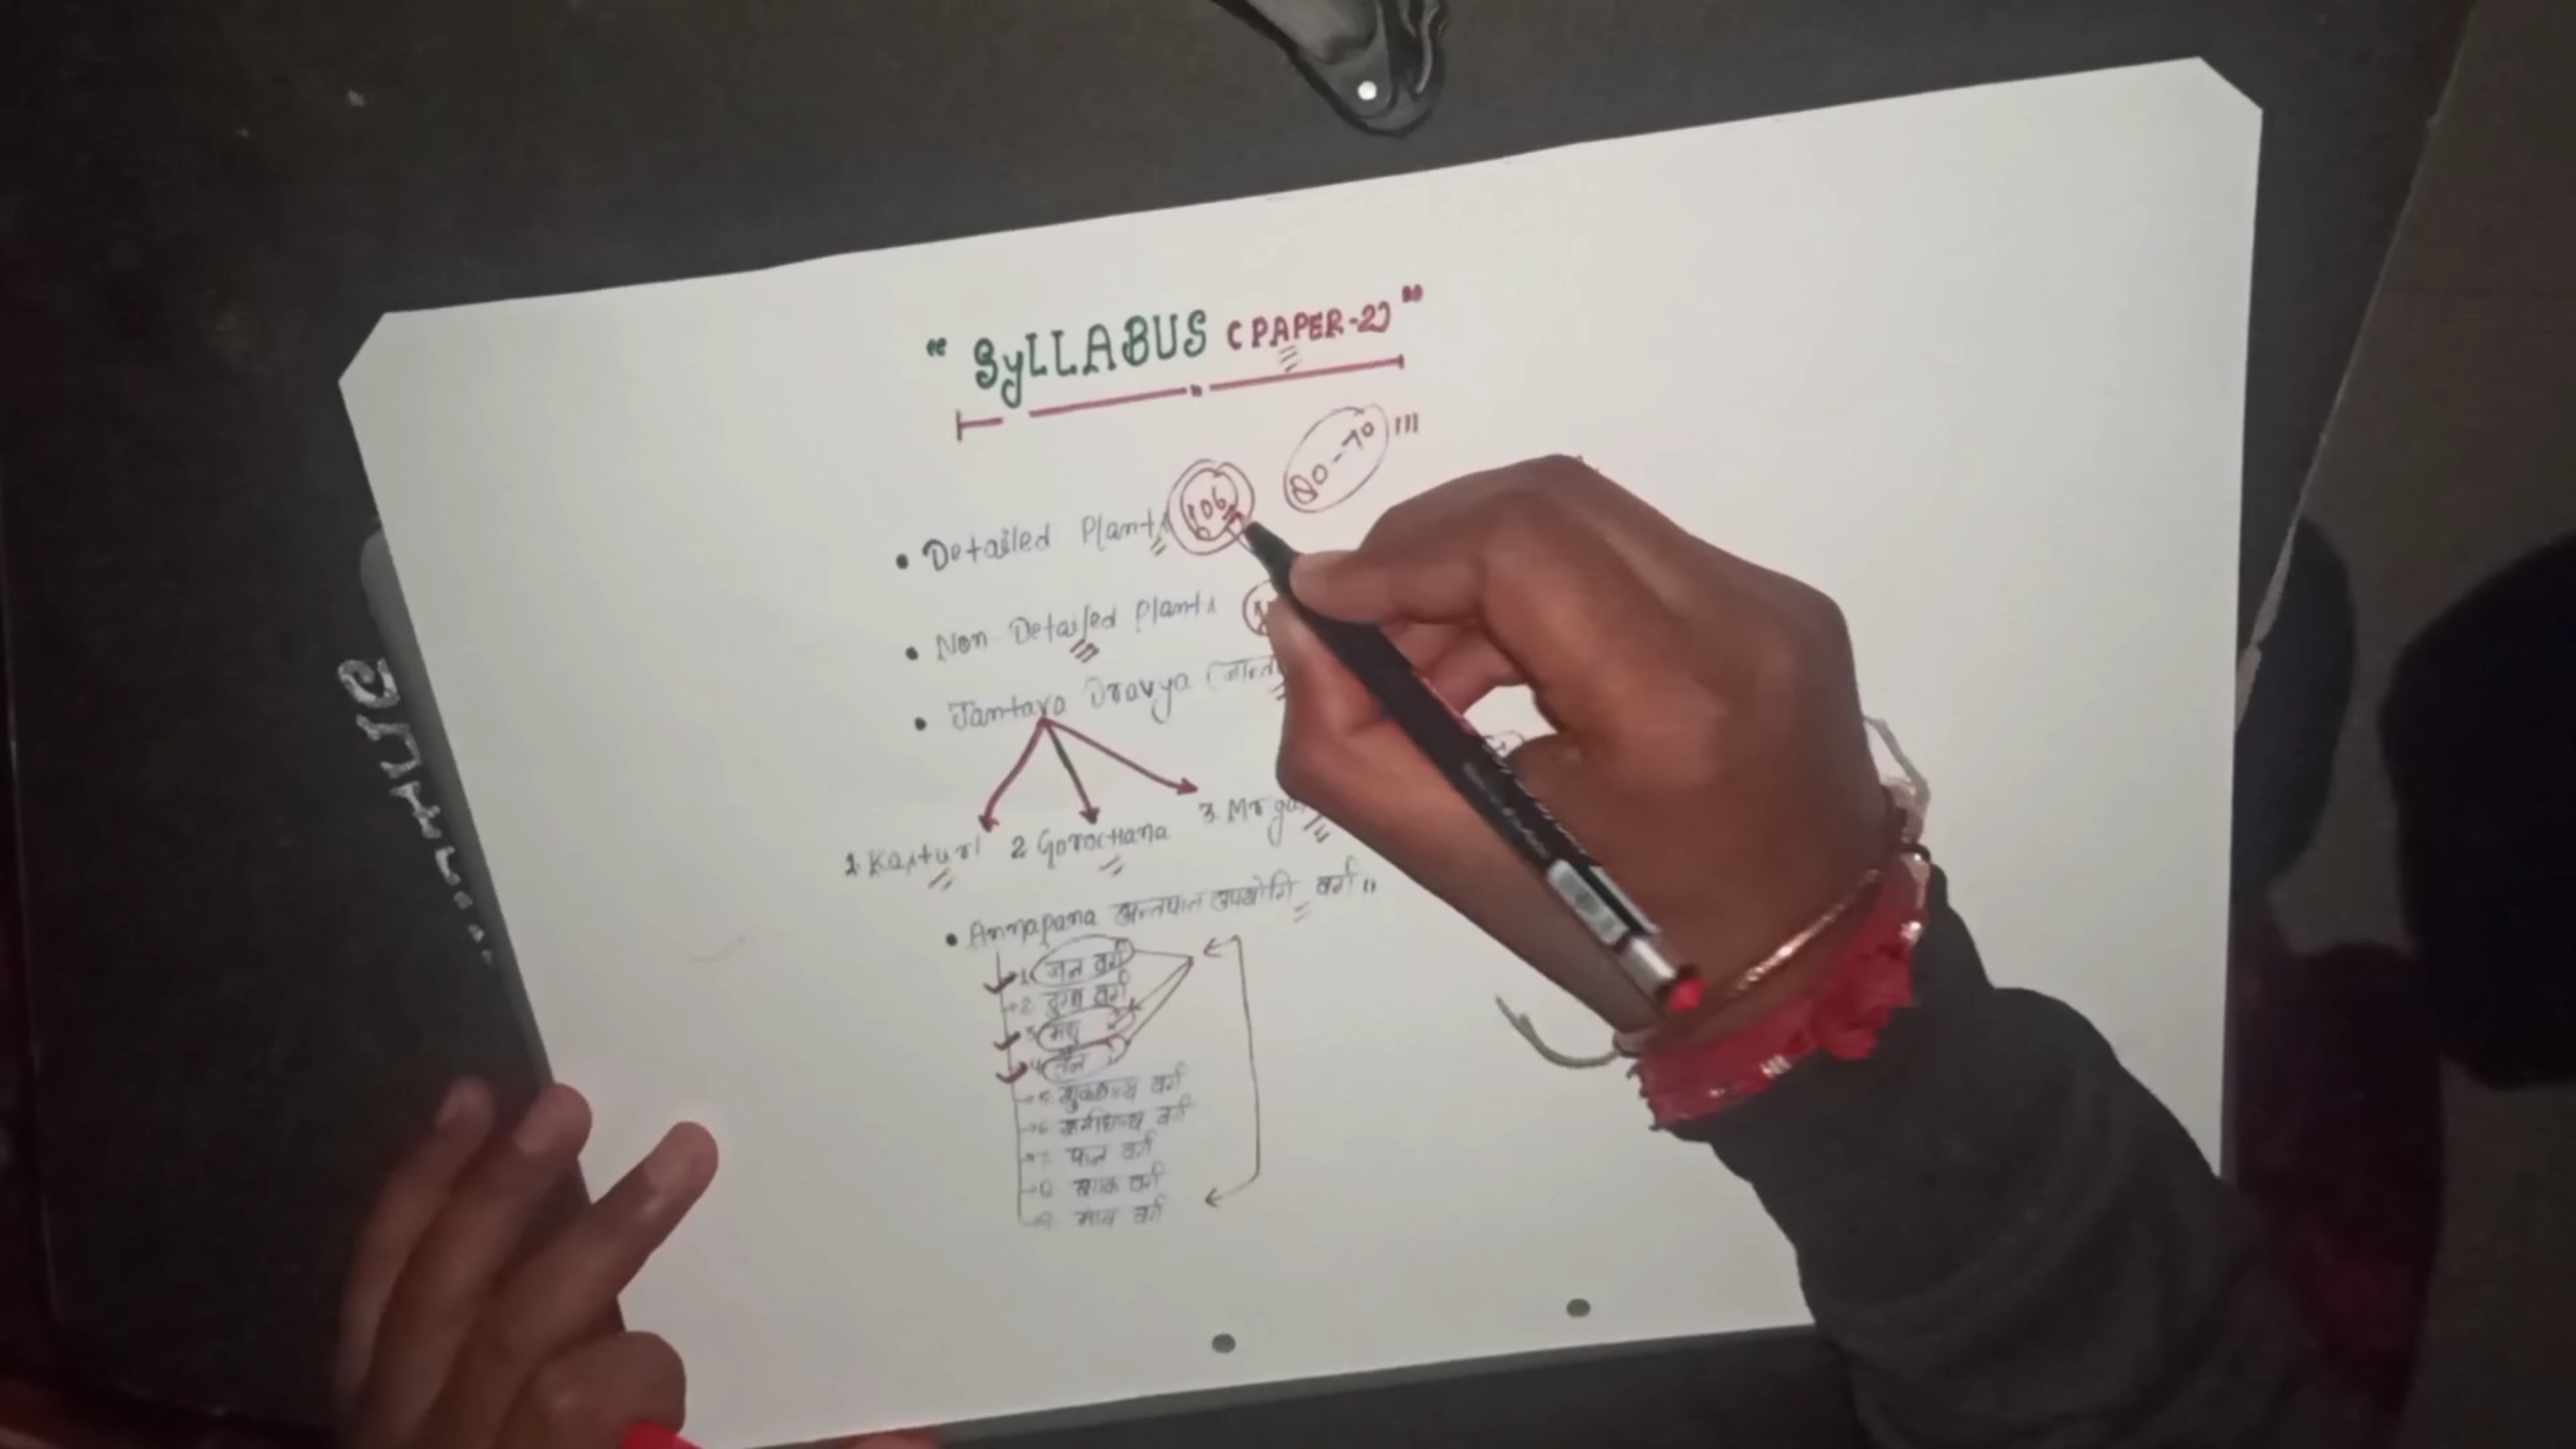 " SyLLABUS (PAPER-2) "
80-70
• Detailed Plants 106
• Non-Detailed Plants
• Jantava Dravya
1. Kasturi 2. GoroCHana 3. Mrga
• Annapana अन्नपान उपयोगि वर्ग
1. जल वर्ग
2. दुग्ध वर्ग
3. मधु
4. तैल
5. शुकधान्य वर्ग
6. शमीधान्य वर्ग
7. फल वर्ग
8. शाक वर्ग
9. मांस वर्ग